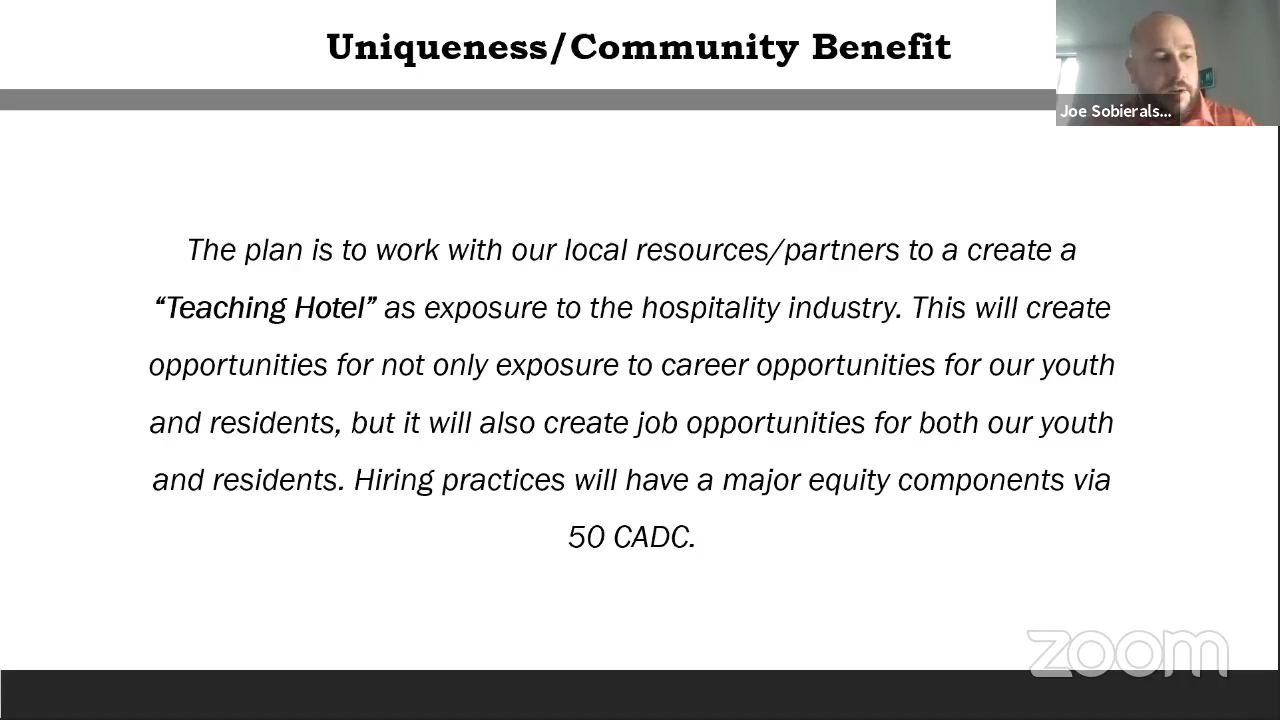 Uniqueness/Community Benefit
Joe Sobierals...
The plan is to work with our local resources/partners to a create a
“Teaching Hotel” as exposure to the hospitality industry. This will create
opportunities for not only exposure to career opportunities for our youth
and residents, but it will also create job opportunities for both our youth
and residents. Hiring practices will have a major equity components via
50 CADC.
zoom